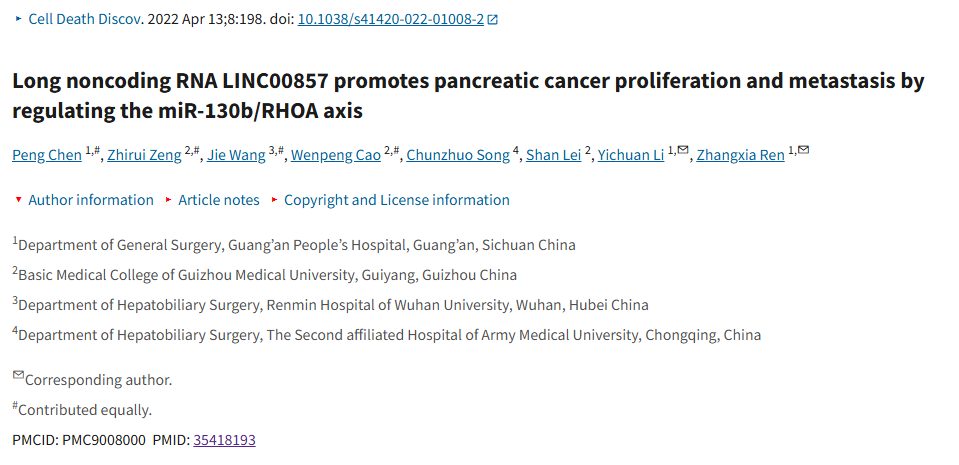 Cell Death Discov. 2022 Apr 13;8:198. doi: 10.1038/s41420-022-01008-2
Long noncoding RNA LINC00857 promotes pancreatic cancer proliferation and metastasis by
regulating the miR-130b/RHOA axis
Peng Chen 1,#, Zhirui Zeng 2,#, Jie Wang 3,#, Wenpeng Cao 2,#, Chunzhuo Song 4, Shan Lei 2, Yichuan Li 1,✉, Zhangxia Ren 1,✉
Author information Article notes Copyright and License information
1Department of General Surgery, Guang’an People’s Hospital, Guang’an, Sichuan China
2Basic Medical College of Guizhou Medical University, Guiyang, Guizhou China
3Department of Hepatobiliary Surgery, Renmin Hospital of Wuhan University, Wuhan, Hubei China
4Department of Hepatobiliary Surgery, The Second affiliated Hospital of Army Medical University, Chongqing, China
✉Corresponding author.
#Contributed equally.
PMCID: PMC9008000 PMID: 35418193